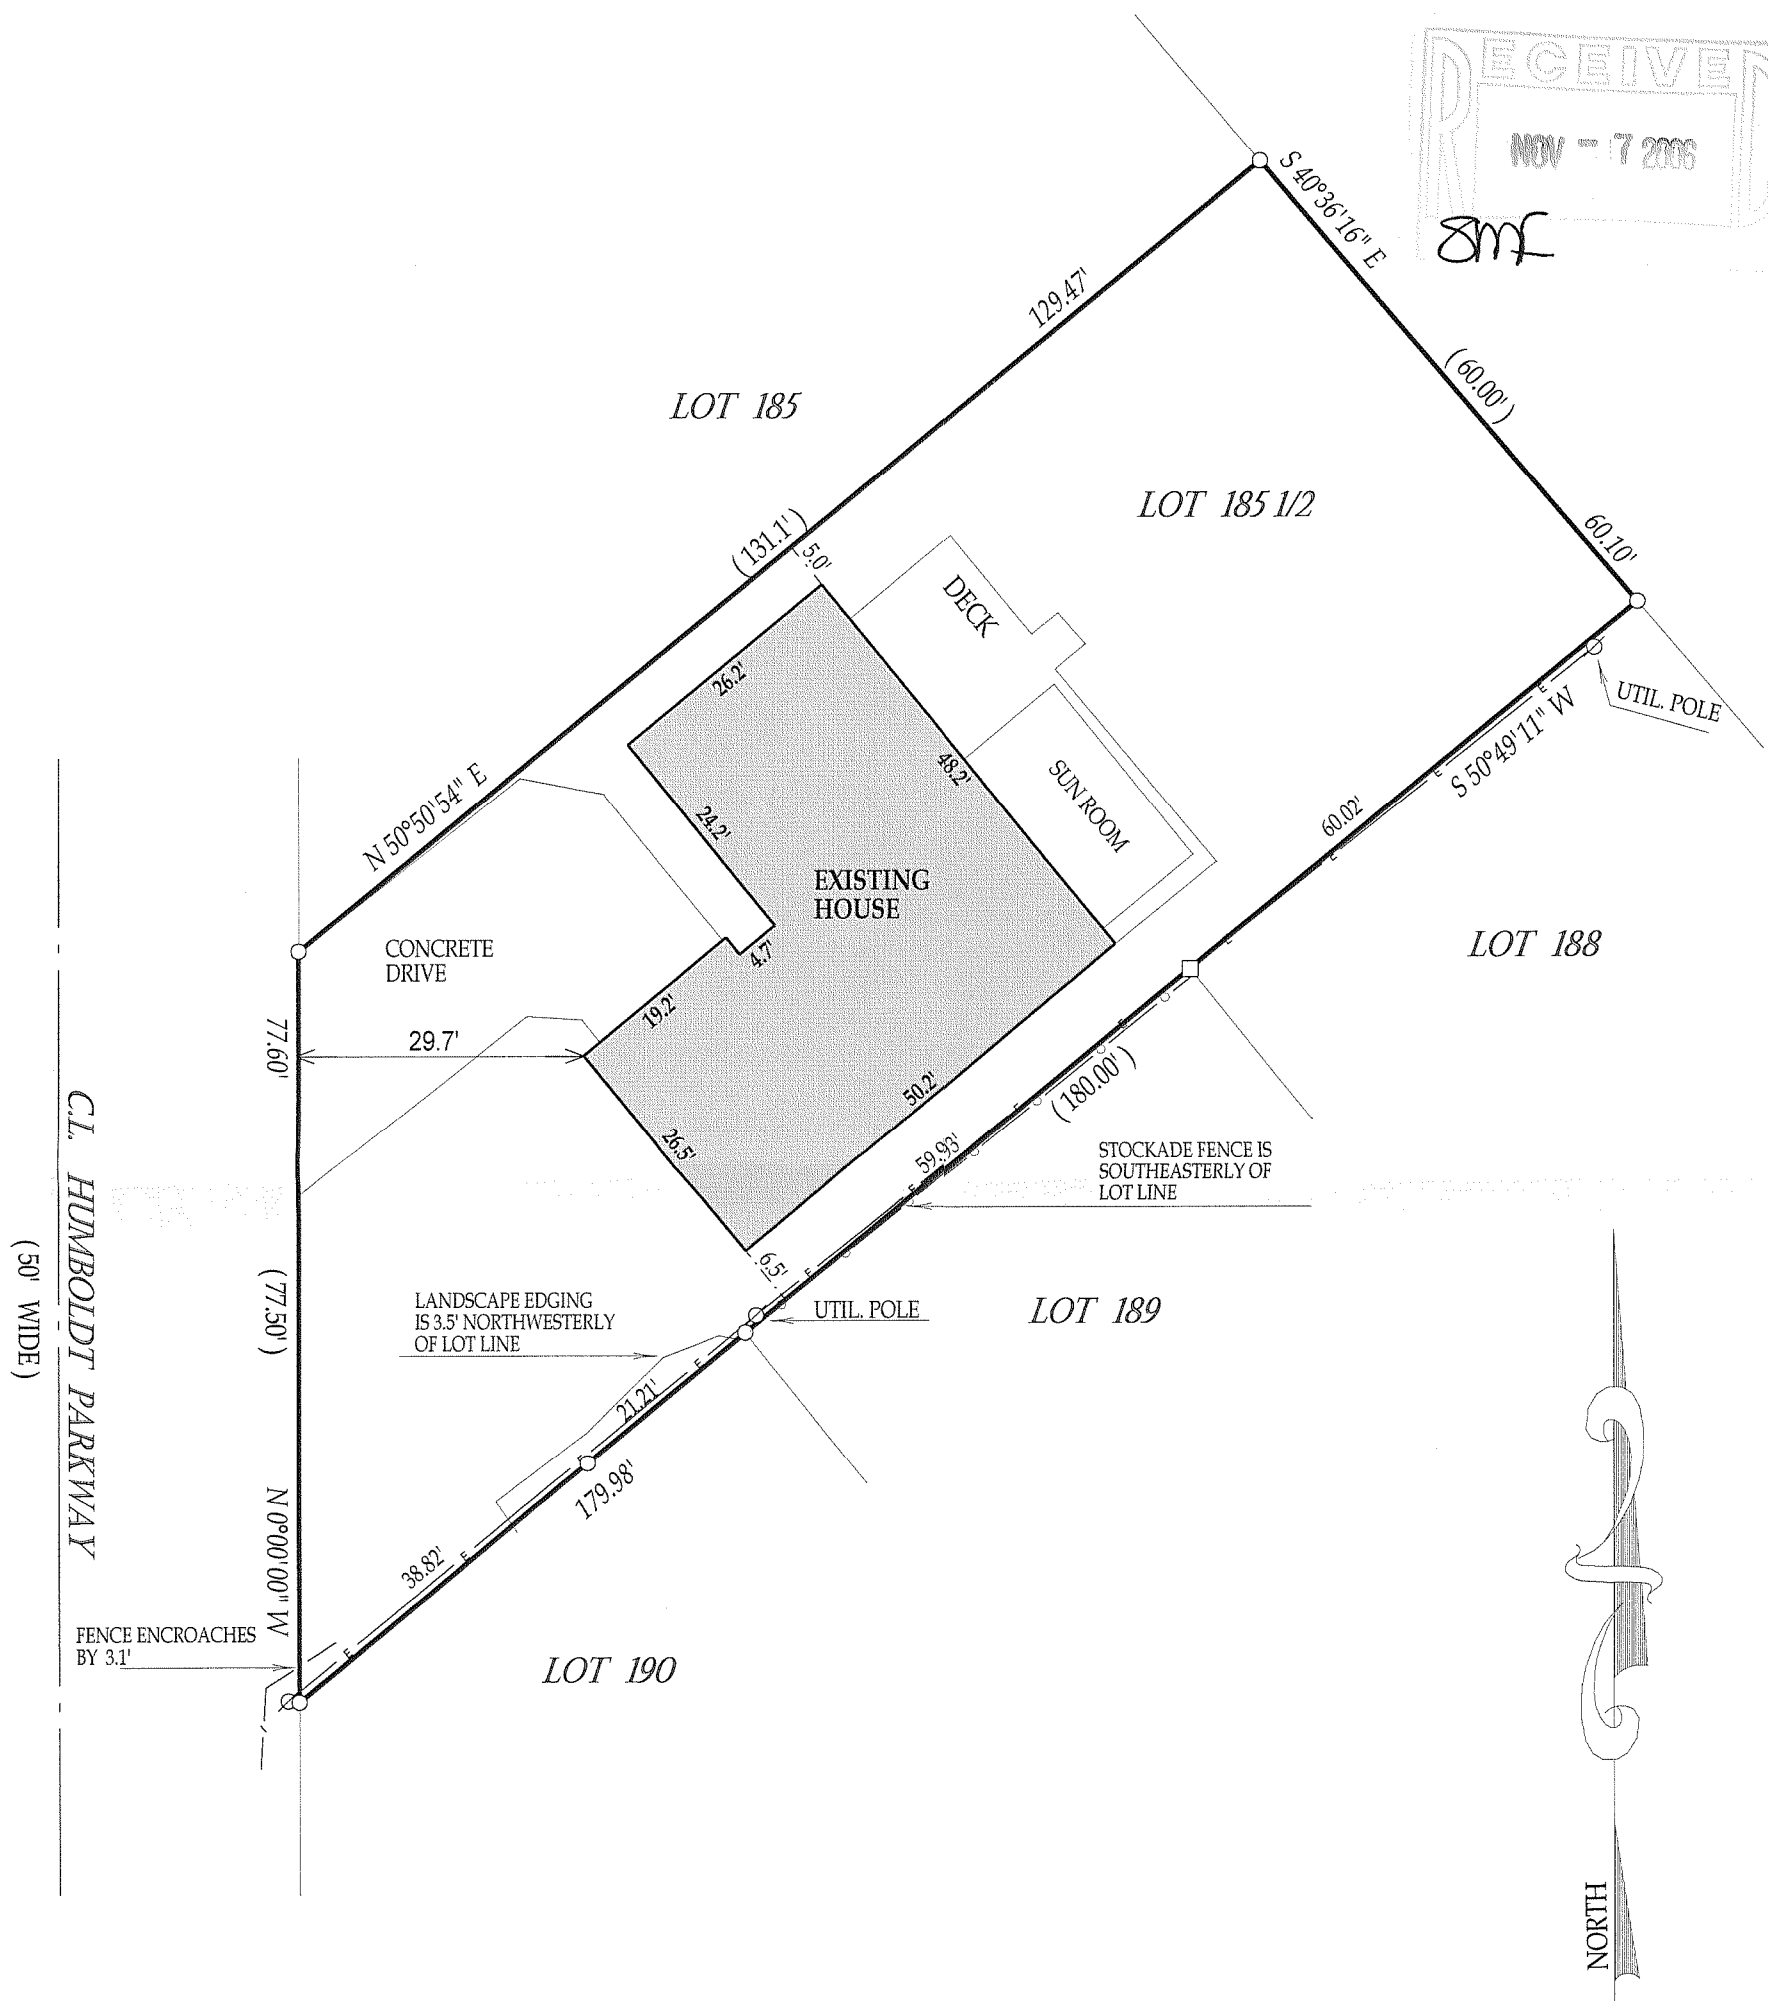 RECEIVED
NOV - 7 2006
SMF
S 40°36'16" E
129.47'
(60.00')
LOT 185
LOT 185 1/2
(131.1')
5.0'
60.10'
DECK
26.2'
UTIL. POLE
S 50°49'11" W
48.2'
SUN ROOM
60.02'
24.2'
N 50°50'54" E
EXISTING
HOUSE
LOT 188
CONCRETE
DRIVE
4.7'
19.2'
29.7'
77.60'
50.2'
(180.00')
26.5'
59.93'
STOCKADE FENCE IS
SOUTHEASTERLY OF
LOT LINE
6.5'
C.L. HUMBOLDT PARKWAY
(50' WIDE)
(77.50')
LANDSCAPE EDGING
IS 3.5' NORTHWESTERLY
OF LOT LINE
UTIL. POLE
LOT 189
21.21'
179.98'
N 0°00'00" W
38.82'
FENCE ENCROACHES
BY 3.1'
LOT 190
NORTH